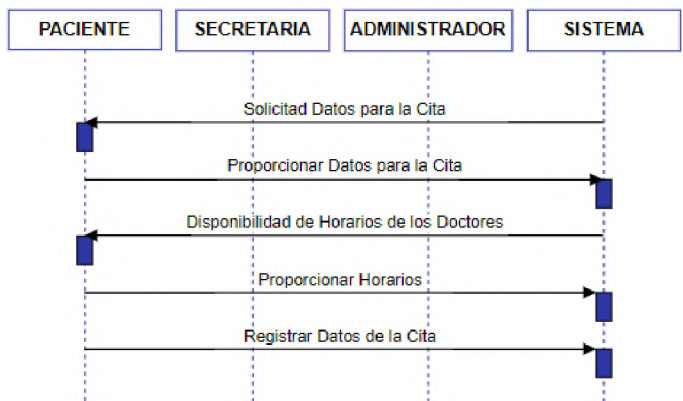 PACIENTE
SECRETARIA
ADMINISTRADOR
SISTEMA
Solicitad Datos para la Cita
Proporcionar Datos para la Cita
Disponibilidad de Horarios de los Doctores
Proporcionar Horarios
Registrar Datos de la Cita